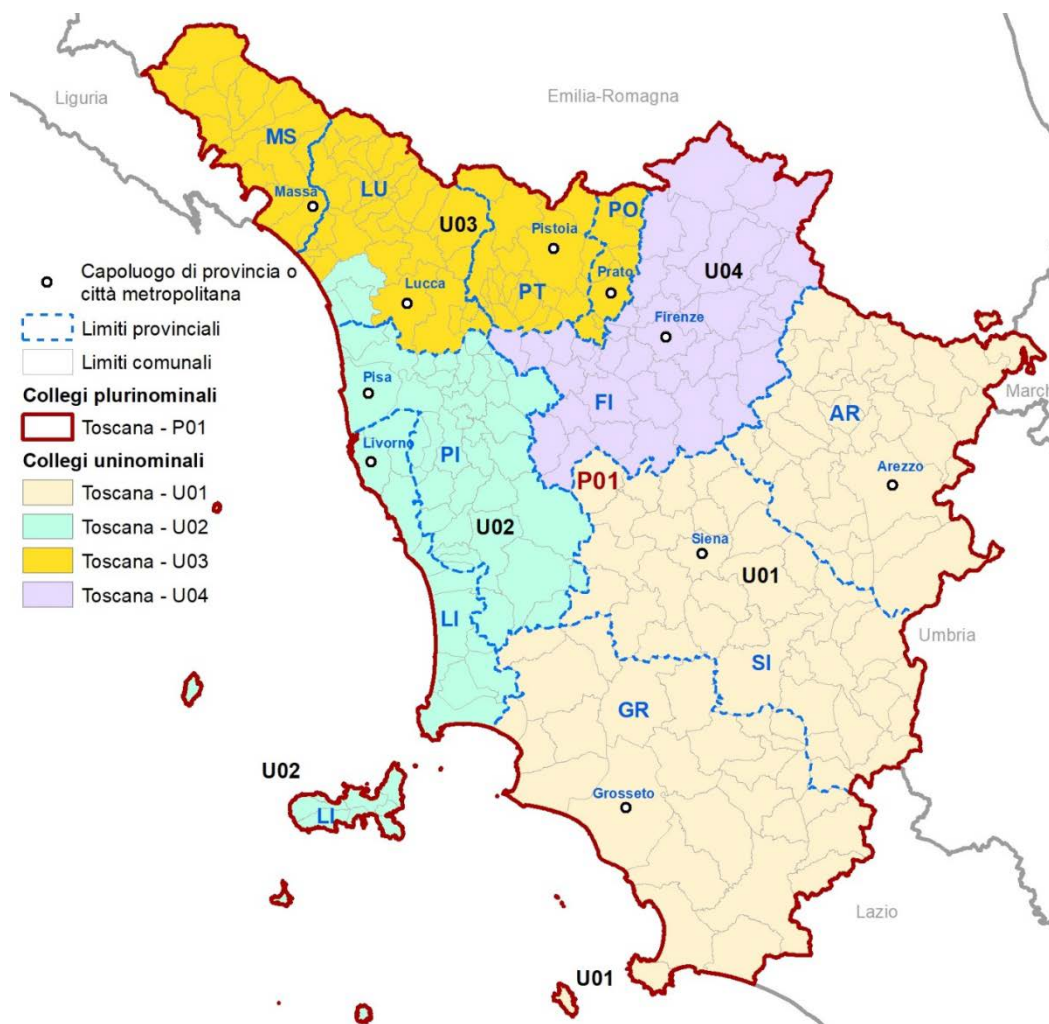 Liguria
Emilia-Romagna
MS
Massa
LU
U03
Pistoia
PO
PT
Prato
Lucca
U04
Firenze
Capoluogo di provincia o
città metropolitana
Limiti provinciali
Limiti comunali
Collegi plurinominali
Toscana - P01
Collegi uninominali
Toscana - U01
Toscana - U02
Toscana - U03
Toscana - U04
Pisa
FI
March
AR
Livorno
PI
P01
Arezzo
U02
Siena
U01
LI
Umbria
SI
GR
U02
LI
Grosseto
Lazio
U01